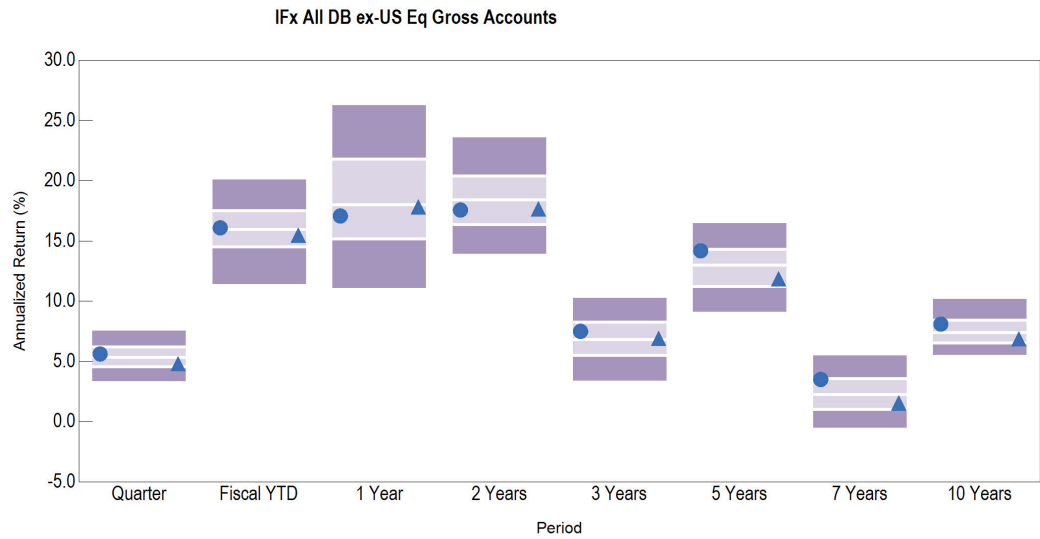 IFx All DB ex-US Eq Gross Accounts
30.0
25.0
20.0
15.0
10.0
5.0
0.0
-5.0
Annualized Return (%)
Quarter Fiscal YTD 1 Year 2 Years 3 Years 5 Years 7 Years 10 Years
Period